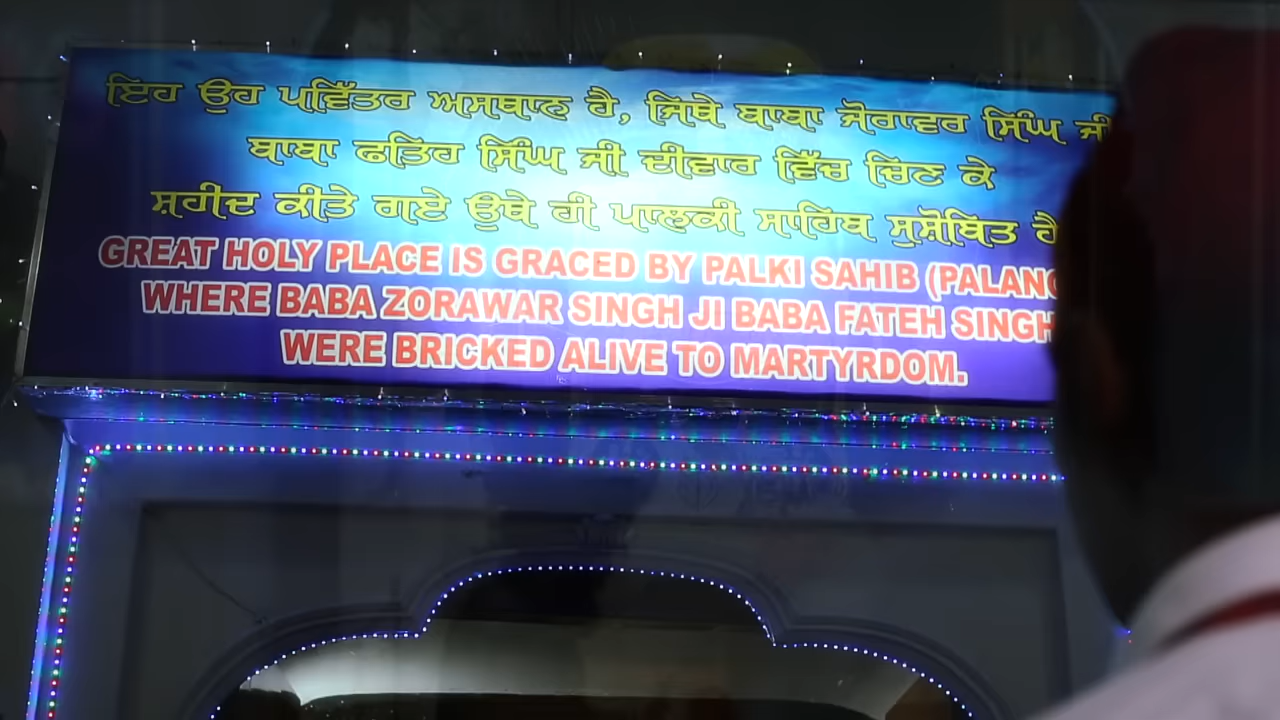 ਇਹ ਉਹ ਪਵਿੱਤਰ ਅਸਥਾਨ ਹੈ, ਜਿਥੇ ਬਾਬਾ ਜੋਰਾਵਰ ਸਿੰਘ ਜੀ
ਬਾਬਾ ਫਤਿਹ ਸਿੰਘ ਜੀ ਦੀਵਾਰ ਵਿੱਚ ਚਿਣ ਕੇ
ਸ਼ਹੀਦ ਕੀਤੇ ਗਏ ਉਥੇ ਹੀ ਪਾਲਕੀ ਸਾਹਿਬ ਸੁਸ਼ੋਬਿਤ ਹੈ
GREAT HOLY PLACE IS GRACED BY PALKI SAHIB
WHERE BABA ZORAWAR SINGH JI BABA FATEH SINGH
WERE BRICKED ALIVE TO MARTYRDOM.